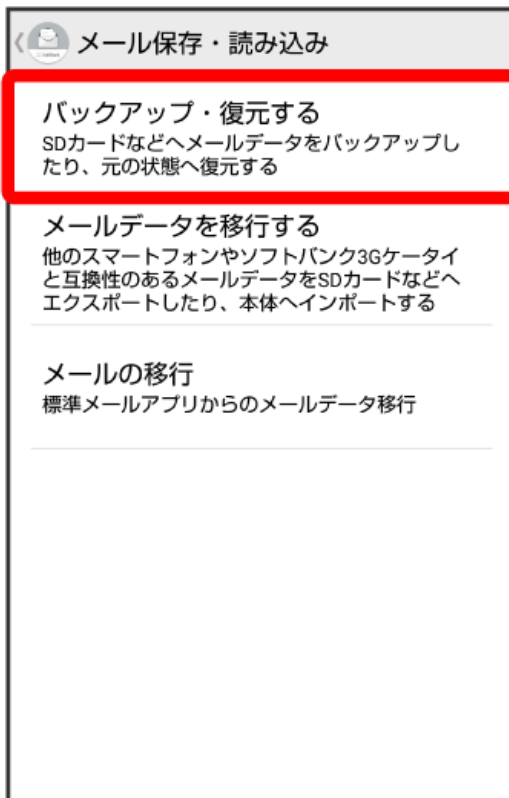 メール保存・読み込み
バックアップ・復元する
SDカードなどへメールデータをバックアップし
たり、元の状態へ復元する
メールデータを移行する
他のスマートフォンやソフトバンク3Gケータイ
と互換性のあるメールデータをSDカードなどへ
エクスポートしたり、本体へインポートする
メールの移行
標準メールアプリからのメールデータ移行